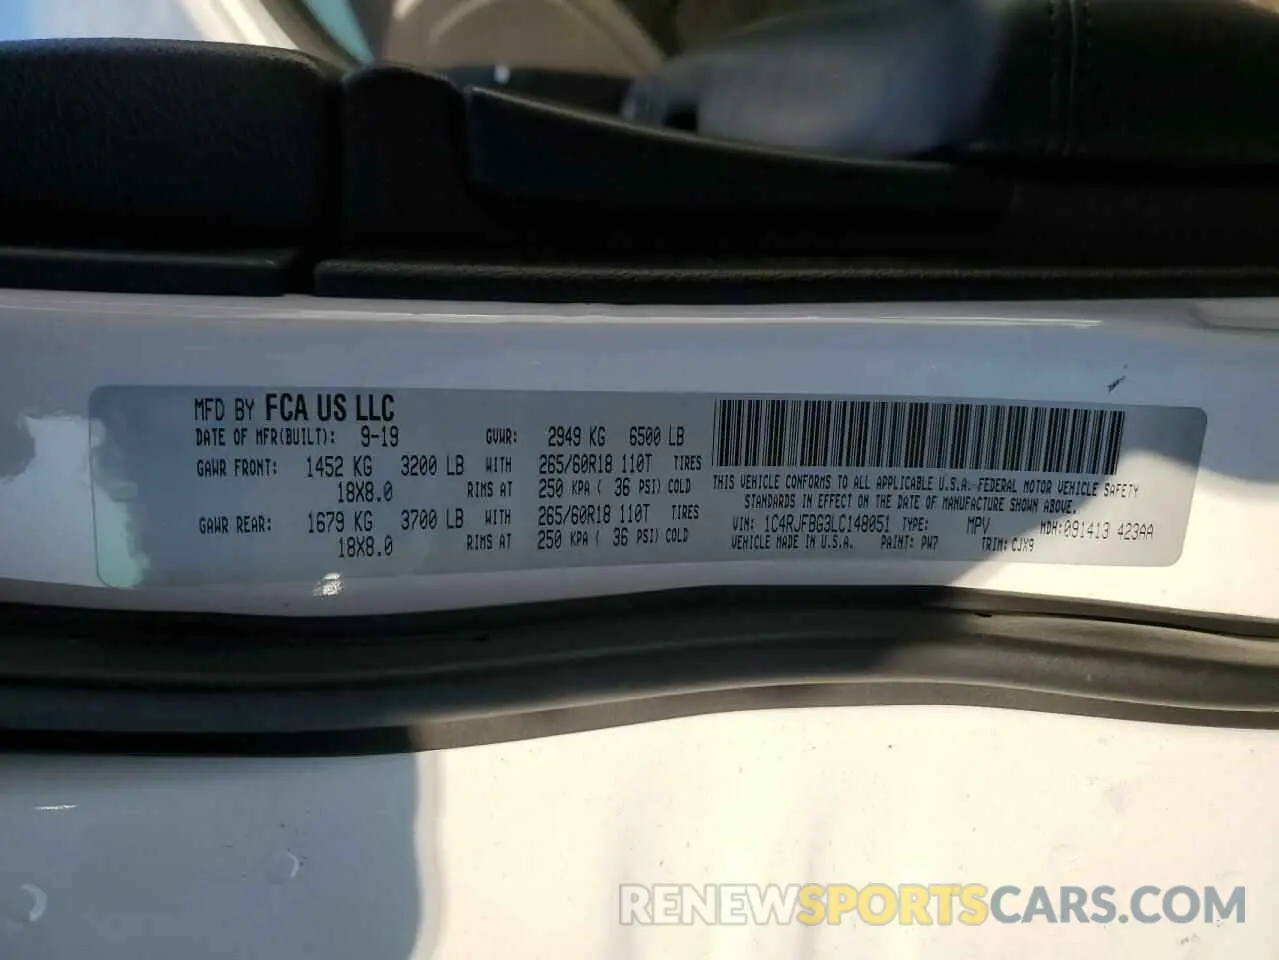 MFD BY FCA US LLC
DATE OF MFR(BUILT): 9-19 GVWR: 2949 KG 6500 LB
GAWR FRONT: 1452 KG 3200 LB WITH 265/60R18 110T TIRES
18X8.0 RIMS AT 250 KPA ( 36 PSI) COLD
GAWR REAR: 1679 KG 3700 LB WITH 265/60R18 110T TIRES
18X8.0 RIMS AT 250 KPA ( 36 PSI) COLD
THIS VEHICLE CONFORMS TO ALL APPLICABLE U.S.A. FEDERAL MOTOR VEHICLE SAFETY
STANDARDS IN EFFECT ON THE DATE OF MANUFACTURE SHOWN ABOVE.
VIN: 1C4RJFBG3LC148051 TYPE: MPV MDH:091413 423AA
VEHICLE MADE IN U.S.A. PAINT: PW7 TRIM: CJX9
RENEWSPORTSCARS.COM